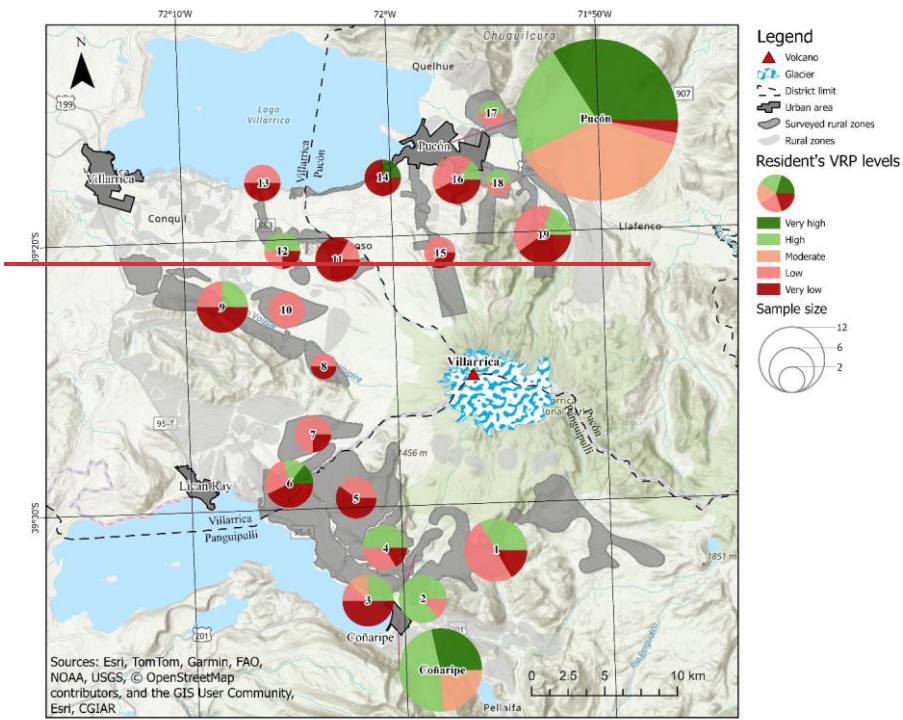 72°10'W
72°W
71°50'W
Chuquilcura
N
Quelhue
907
199
Lago
Villarrica
17
Pucón
Villarrica
Pucón
Pucón
Villarrica
14
13
16
18
Conquil
863
19
Llafenco
39°20'S
12
oso
11
15
9
10
8
Villarrica
Pucón
Panguipulli
95-T
7
1456 m
6
Lican Ray
5
39°30'S
Villarrica
Panguipulli
95-S
4
1
1851 m
3
2
Coñaripe
201
201
Coñaripe
Pellaifa
0 2.5 5 10 km
Sources: Esri, TomTom, Garmin, FAO,
NOAA, USGS, © OpenStreetMap
contributors, and the GIS User Community,
Esri, CGIAR
Legend
Volcano
Glacier
District limit
Urban area
Surveyed rural zones
Rural zones
Resident's VRP levels
Very high
High
Moderate
Low
Very low
Sample size
12
6
2